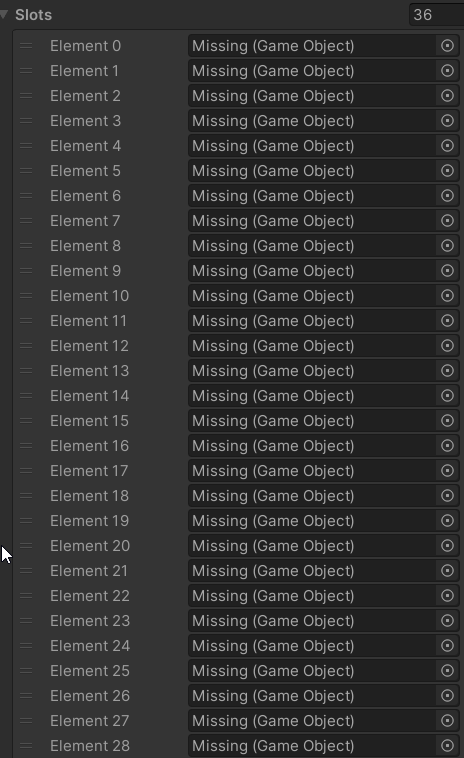 Slots 36
Element 0 Missing (Game Object)
Element 1 Missing (Game Object)
Element 2 Missing (Game Object)
Element 3 Missing (Game Object)
Element 4 Missing (Game Object)
Element 5 Missing (Game Object)
Element 6 Missing (Game Object)
Element 7 Missing (Game Object)
Element 8 Missing (Game Object)
Element 9 Missing (Game Object)
Element 10 Missing (Game Object)
Element 11 Missing (Game Object)
Element 12 Missing (Game Object)
Element 13 Missing (Game Object)
Element 14 Missing (Game Object)
Element 15 Missing (Game Object)
Element 16 Missing (Game Object)
Element 17 Missing (Game Object)
Element 18 Missing (Game Object)
Element 19 Missing (Game Object)
Element 20 Missing (Game Object)
Element 21 Missing (Game Object)
Element 22 Missing (Game Object)
Element 23 Missing (Game Object)
Element 24 Missing (Game Object)
Element 25 Missing (Game Object)
Element 26 Missing (Game Object)
Element 27 Missing (Game Object)
Element 28 Missing (Game Object)